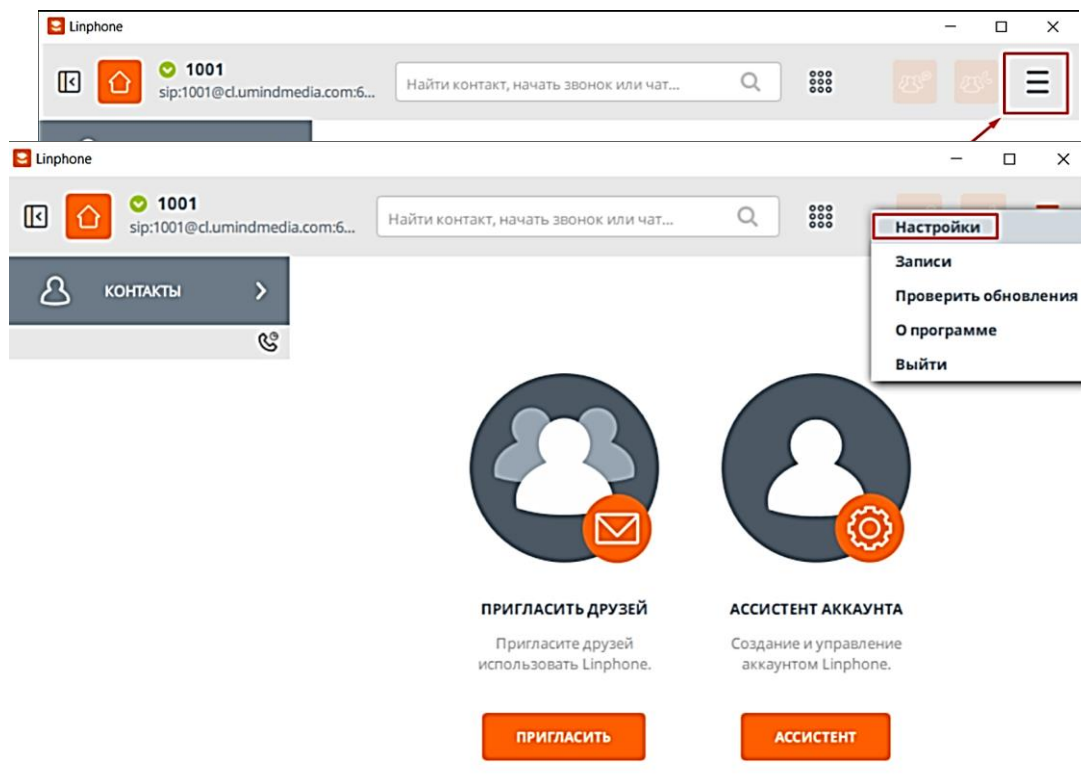 Linphone
1001
sip:1001@cl.umindmedia.com:6...
Найти контакт, начать звонок или чат...
Linphone
1001
sip:1001@cl.umindmedia.com:6...
Найти контакт, начать звонок или чат...
Настройки
Записи
Проверить обновления
О программе
Выйти
КОНТАКТЫ
ПРИГЛАСИТЬ ДРУЗЕЙ
Пригласите друзей
использовать Linphone.
ПРИГЛАСИТЬ
АССИСТЕНТ АККАУНТА
Создание и управление
аккаунтом Linphone.
АССИСТЕНТ